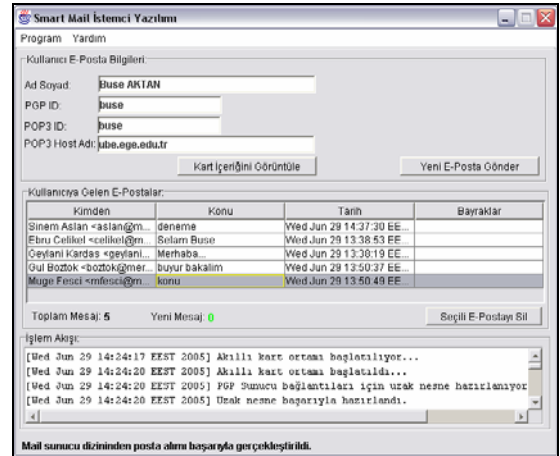 Smart Mail İstemci Yazılımı
Program Yardım
Kullanıcı E-Posta Bilgileri:
Ad Soyad: Buse AKTAN
PGP ID: buse
POP3 ID: buse
POP3 Host Adı: ube.ege.edu.tr
Kart İçeriğini Görüntüle Yeni E-Posta Gönder
Kullanıcıya Gelen E-Postalar:
Kimden Konu Tarih Bayraklar
Sinem Aslan <aslan@m... deneme Wed Jun 29 14:37:30 EE...
Ebru Celikel <celikel@m... Selam Buse Wed Jun 29 13:38:53 EE...
Geylani Kardas <geylani... Merhaba... Wed Jun 29 13:38:19 EE...
Gul Boztok <boztok@mer... buyur bakalim Wed Jun 29 13:50:37 EE...
Muge Fesci <mfesci@m... konu Wed Jun 29 13:50:49 EE...
Toplam Mesaj: 5 Yeni Mesaj: 0 Seçili E-Postayı Sil
İşlem Akışı:
[Wed Jun 29 14:24:17 EEST 2005] Akıllı kart ortamı başlatılıyor...
[Wed Jun 29 14:24:20 EEST 2005] Akıllı kart ortamı başlatıldı...
[Wed Jun 29 14:24:20 EEST 2005] PGP Sunucu bağlantıları için uzak nesne hazırlanıyor
[Wed Jun 29 14:24:20 EEST 2005] Uzak nesne başarıyla hazırlandı.
Mail sunucu dizininden posta alımı başarıyla gerçekleştirildi.